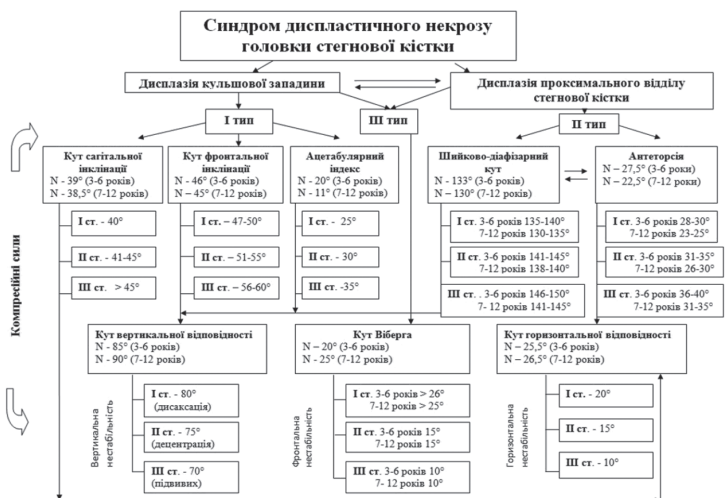 Синдром диспластичного некрозу
головки стегнової кістки
Дисплазія кульшової западини
Дисплазія проксимального відділу
стегнової кістки
І тип
ІІІ тип
ІІ тип
Компресійні сили
Кут сагітальної
інклінації
N - 39° (3-6 років)
N - 38,5° (7-12 років)
Кут фронтальної
інклінації
N - 46° (3-6 років)
N – 45° (7-12 років)
Ацетабулярний
індекс
N -20° (3-6 років)
N -11° (7-12 років)
Шийково-діафізарний
кут
N -133° (3-6 років)
N – 130° (7-12 років)
Антеторсія
N – 27,5° (3-6 роки)
N – 22,5° (7-12 роки)
І ст. - 40°
ІІ ст. - 41-45°
ІІІ ст. > 45°
І ст. – 47-50°
ІІ ст. – 51-55°
ІІІ ст. – 56-60°
І ст. - 25°
ІІ ст. - 30°
ІІІ ст. -35°
І ст. 3-6 років 135-140°
7-12 років 130-135°
ІІ ст. 3-6 років 141-145°
7-12 років 138-140°
ІІІ ст. . 3-6 років 146-150°
7- 12 років 141-145°
І ст. 3-6 років 28-30°
7-12 років 23-25°
ІІ ст. 3-6 років 31-35°
7-12 років 26-30°
ІІІ ст. 3-6 років 36-40°
7-12 років 31-35°
Кут вертикальної відповідності
N - 85° (3-6 років)
N - 90° (7-12 років)
Кут Віберга
N – 20° (3-6 років)
N - 25° (7-12 років)
Кут горизонтальної відповідності
N – 25,5° (3-6 років)
N – 26,5° (7-12 років)
Вертикальна
нестабільність
І ст. - 80°
(дисаксація)
ІІ ст. - 75°
(децентрація)
ІІІ ст. - 70°
(підвивих)
Фронтальна
нестабільність
І ст. 3-6 років > 26°
7-12 років > 25°
ІІ ст. 3-6 років 15°
7-12 років 15°
ІІІ ст. 3-6 років 10°
7- 12 років 10°
Горизонтальна
нестабільність
І ст. - 20°
ІІ ст. - 15°
ІІІ ст. - 10°